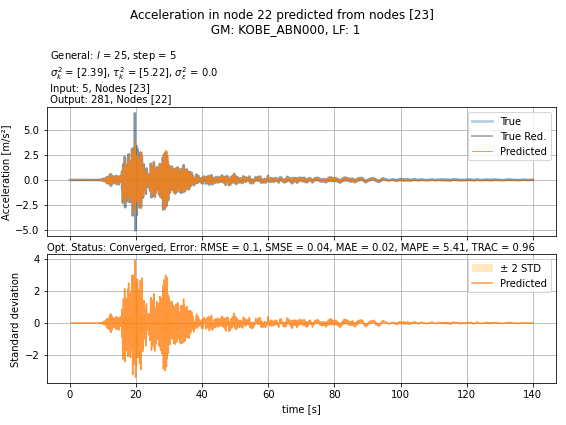 Acceleration in node 22 predicted from nodes [23]
GM: KOBE_ABN000, LF: 1
General: l = 25, step = 5
σ²ₖ = [2.39], τ²ₖ = [5.22], σ²ₑ = 0.0
Input: 5, Nodes [23]
Output: 281, Nodes [22]
Acceleration [m/s²]
5.0
2.5
0.0
−2.5
−5.0
True
True Red.
Predicted
Opt. Status: Converged, Error: RMSE = 0.1, SMSE = 0.04, MAE = 0.02, MAPE = 5.41, TRAC = 0.96
Standard deviation
4
2
0
−2
± 2 STD
Predicted
0 20 40 60 80 100 120 140
time [s]